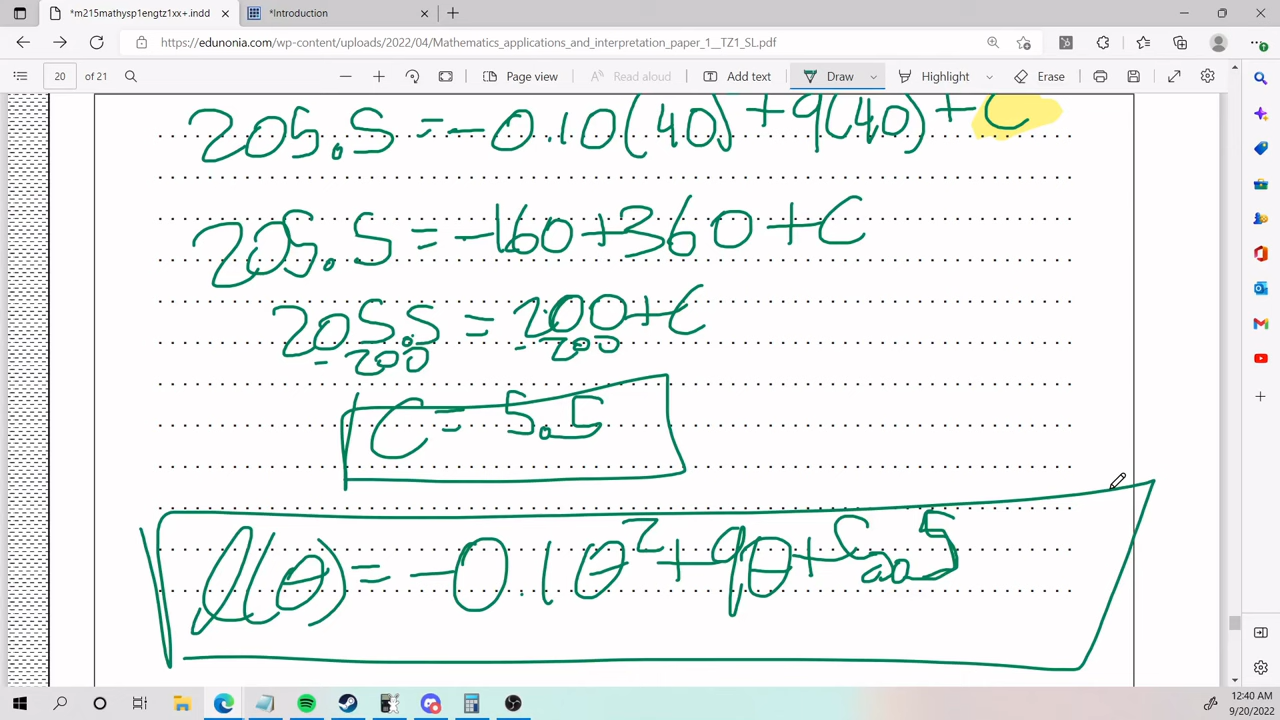 *m215mathysp1engtz1xx+.indd
*Introduction
https://edunonia.com/wp-content/uploads/2022/04/Mathematics_applications_and_interpretation_paper_1__TZ1_SL.pdf
20 of 21
Page view
Read aloud
Add text
Draw
Highlight
Erase
205.5 = -0.10(40) + 9(40) + C
205.5 = -160 + 360 + C
205.5 = 200 + C
- 200 - 200
C = 5.5
l(θ) = -0.1θ² + 9θ + 5.5
12:40 AM
9/20/2022